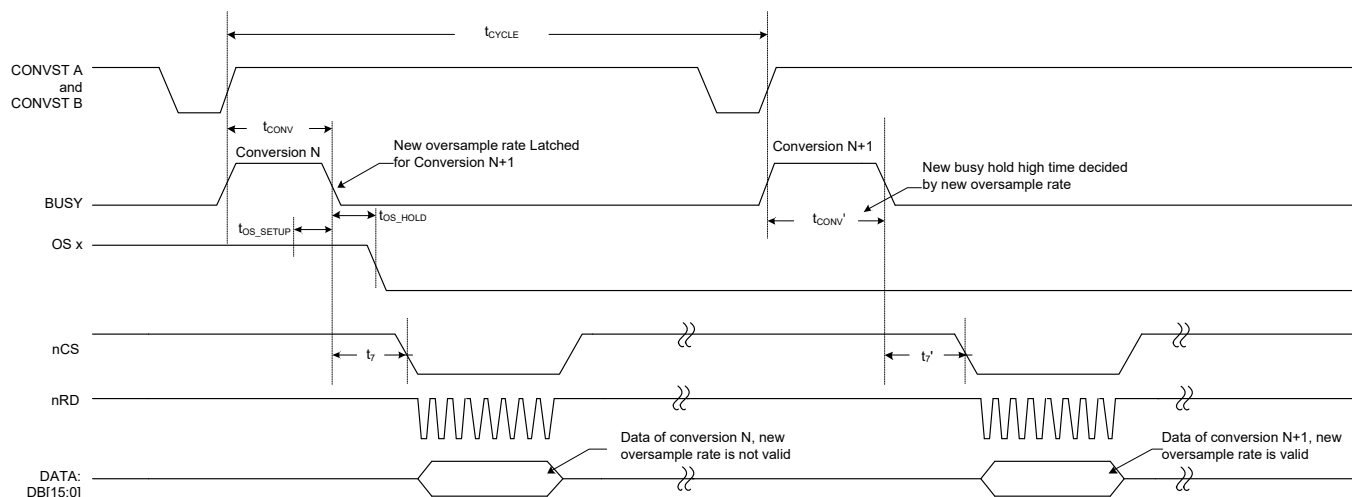 tCYCLE
CONVST A
and
CONVST B
tCONV
Conversion N
New oversample rate Latched
for Conversion N+1
Conversion N+1
New busy hold high time decided
by new oversample rate
BUSY
tOS_HOLD
tCONV'
tOS_SETUP
OS x
nCS
t7
t7'
nRD
Data of conversion N, new
oversample rate is not valid
Data of conversion N+1, new
oversample rate is valid
DATA:
DB[15:0]